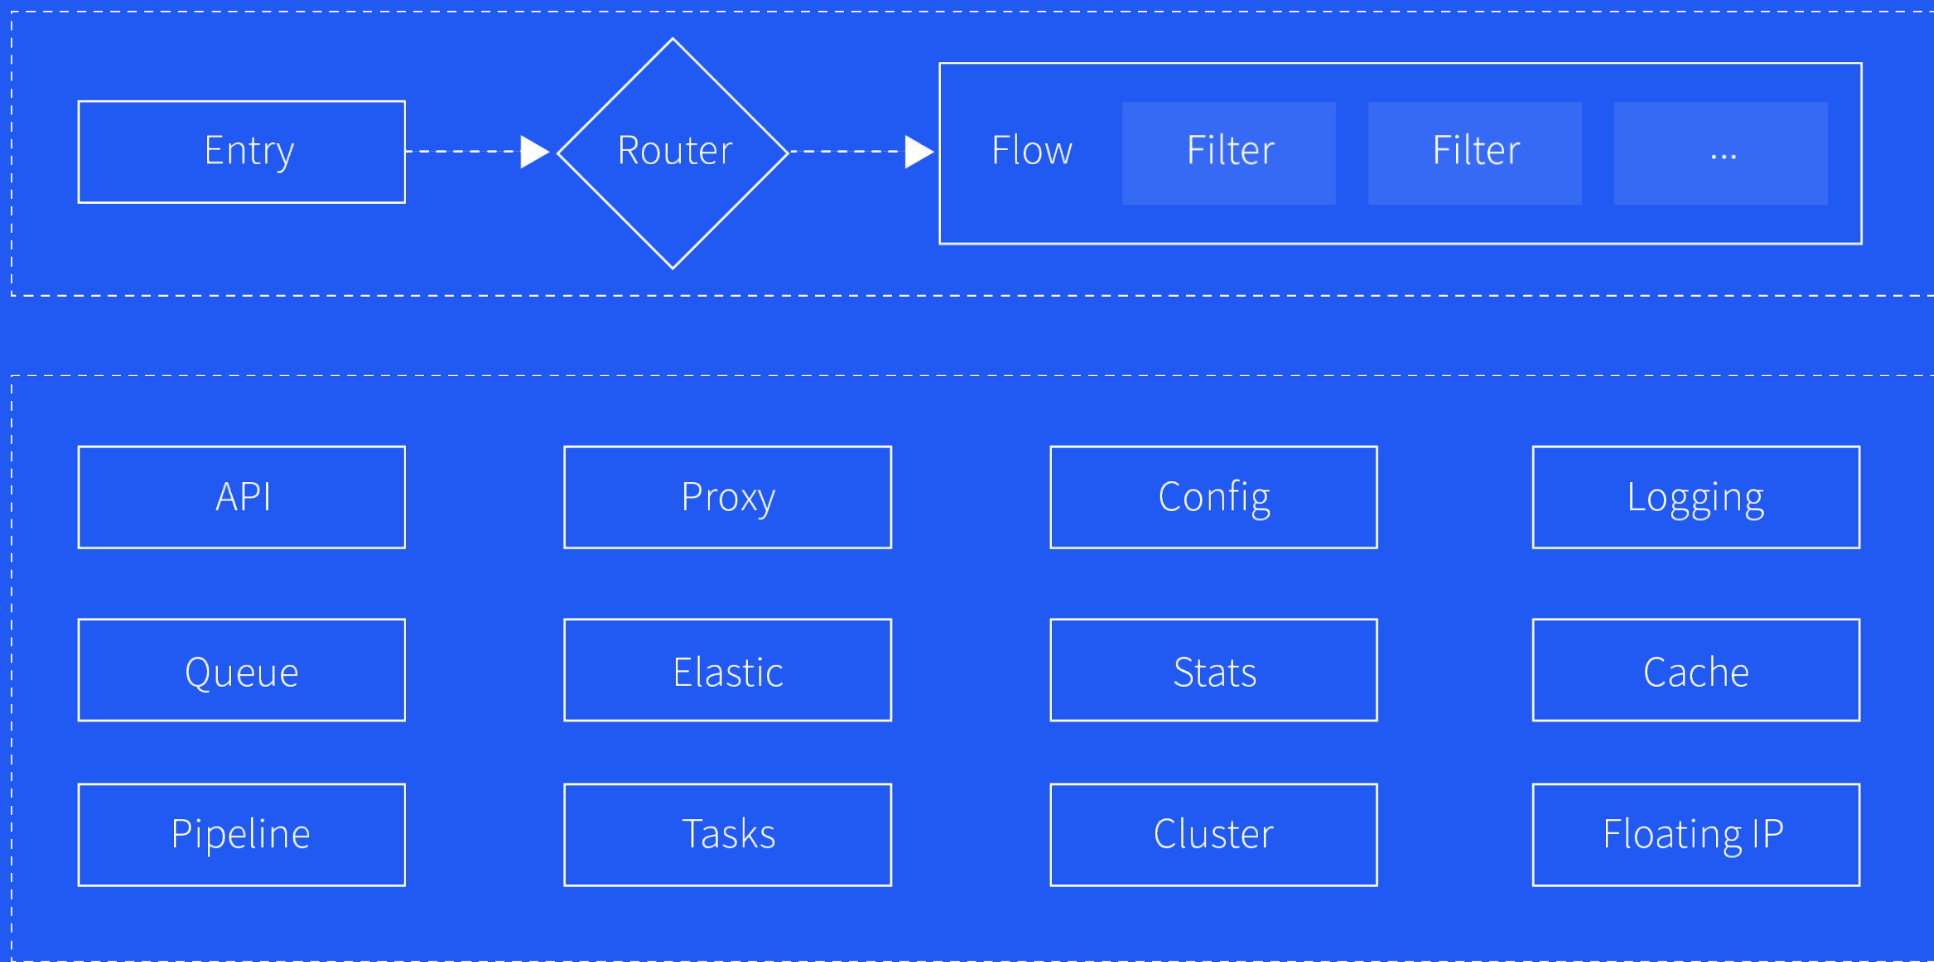 Entry
Router
Flow
Filter
Filter
...
API
Proxy
Config
Logging
Queue
Elastic
Stats
Cache
Pipeline
Tasks
Cluster
Floating IP